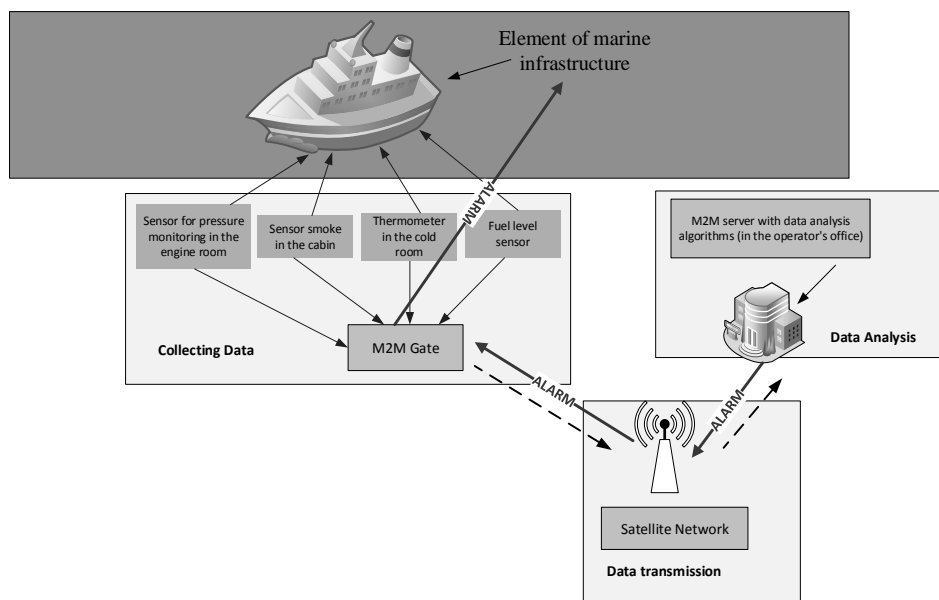 Element of marine
infrastructure
Sensor for pressure
monitoring in the
engine room
Sensor smoke
in the cabin
Thermometer
in the cold
room
Fuel level
sensor
ALARM
M2M server with data analysis
algorithms (in the operator's office)
Collecting Data
M2M Gate
Data Analysis
ALARM
ALARM
Satellite Network
Data transmission